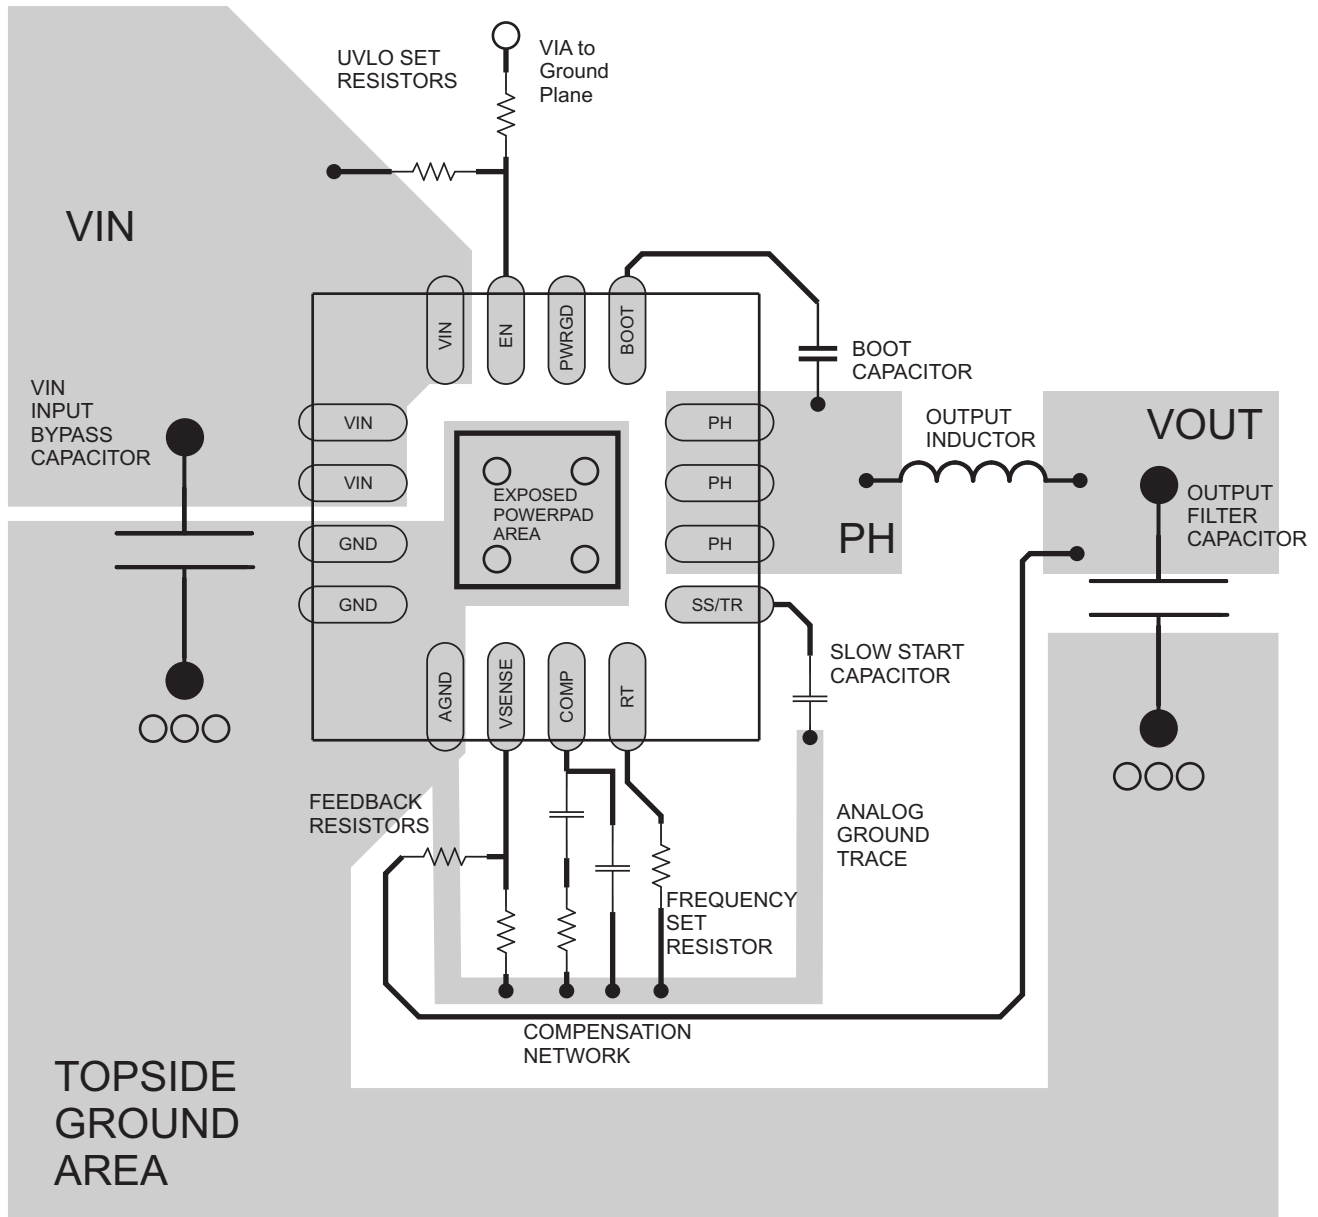 UVLO SET
RESISTORS
VIA to
Ground
Plane
VIN
VIN
EN
PWRGD
BOOT
BOOT
CAPACITOR
VIN
INPUT
BYPASS
CAPACITOR
VIN
VIN
GND
GND
EXPOSED
POWERPAD
AREA
PH
PH
PH
SS/TR
PH
OUTPUT
INDUCTOR
VOUT
OUTPUT
FILTER
CAPACITOR
AGND
VSENSE
COMP
RT
SLOW START
CAPACITOR
FEEDBACK
RESISTORS
ANALOG
GROUND
TRACE
FREQUENCY
SET
RESISTOR
COMPENSATION
NETWORK
TOPSIDE
GROUND
AREA